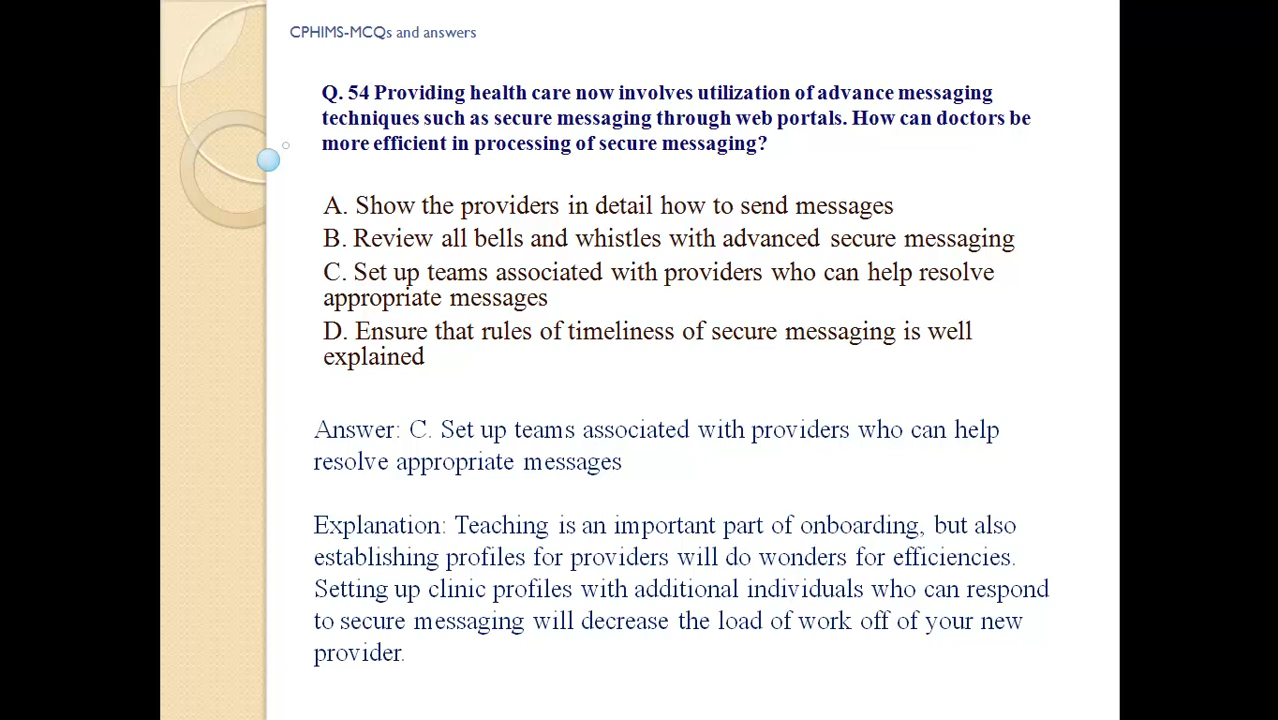 CPHIMS-MCQs and answers
Q. 54 Providing health care now involves utilization of advance messaging
techniques such as secure messaging through web portals. How can doctors be
more efficient in processing of secure messaging?
A. Show the providers in detail how to send messages
B. Review all bells and whistles with advanced secure messaging
C. Set up teams associated with providers who can help resolve
appropriate messages
D. Ensure that rules of timeliness of secure messaging is well
explained
Answer: C. Set up teams associated with providers who can help
resolve appropriate messages
Explanation: Teaching is an important part of onboarding, but also
establishing profiles for providers will do wonders for efficiencies.
Setting up clinic profiles with additional individuals who can respond
to secure messaging will decrease the load of work off of your new
provider.